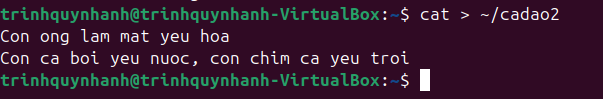 trinhquynhanh@trinhquynhanh-VirtualBox:~$ cat > ~/cadao2
Con ong lam mat yeu hoa
Con ca boi yeu nuoc, con chim ca yeu troi
trinhquynhanh@trinhquynhanh-VirtualBox:~$